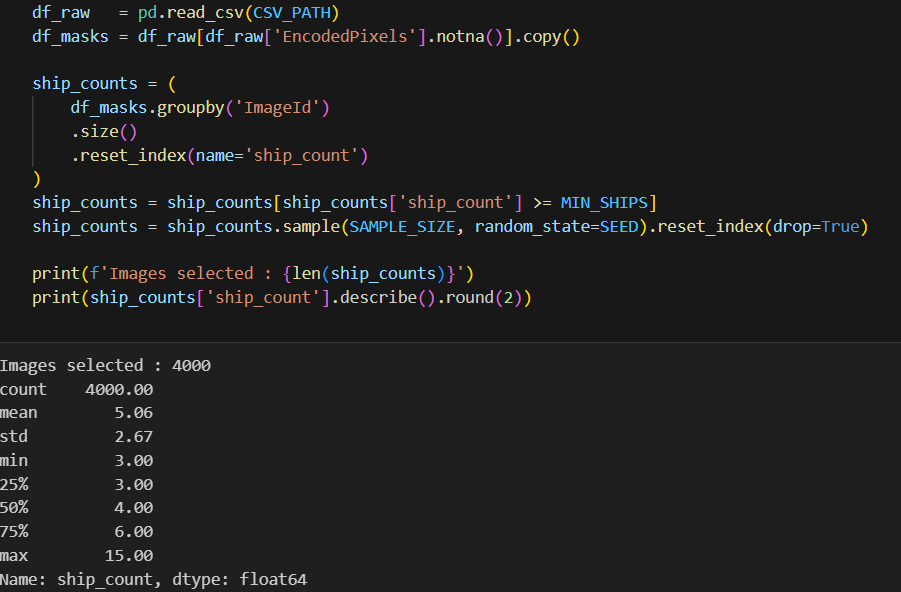 df_raw   = pd.read_csv(CSV_PATH)
df_masks = df_raw[df_raw['EncodedPixels'].notna()].copy()
ship_counts = (
    df_masks.groupby('ImageId')
    .size()
    .reset_index(name='ship_count')
)
ship_counts = ship_counts[ship_counts['ship_count'] >= MIN_SHIPS]
ship_counts = ship_counts.sample(SAMPLE_SIZE, random_state=SEED).reset_index(drop=True)
print(f'Images selected : {len(ship_counts)}')
print(ship_counts['ship_count'].describe().round(2))
Images selected : 4000
count    4000.00
mean        5.06
std         2.67
min         3.00
25%         3.00
50%         4.00
75%         6.00
max        15.00
Name: ship_count, dtype: float64